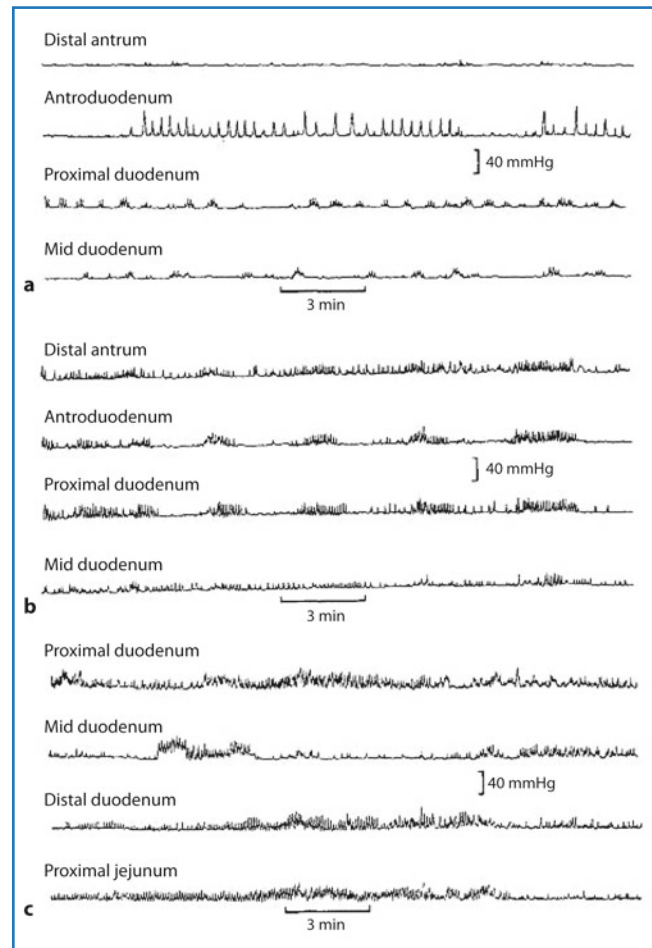 Distal antrum
Antroduodenum
40 mmHg
Proximal duodenum
Mid duodenum
a
3 min
Distal antrum
Antroduodenum
40 mmHg
Proximal duodenum
Mid duodenum
b
3 min
Proximal duodenum
Mid duodenum
40 mmHg
Distal duodenum
Proximal jejunum
c
3 min